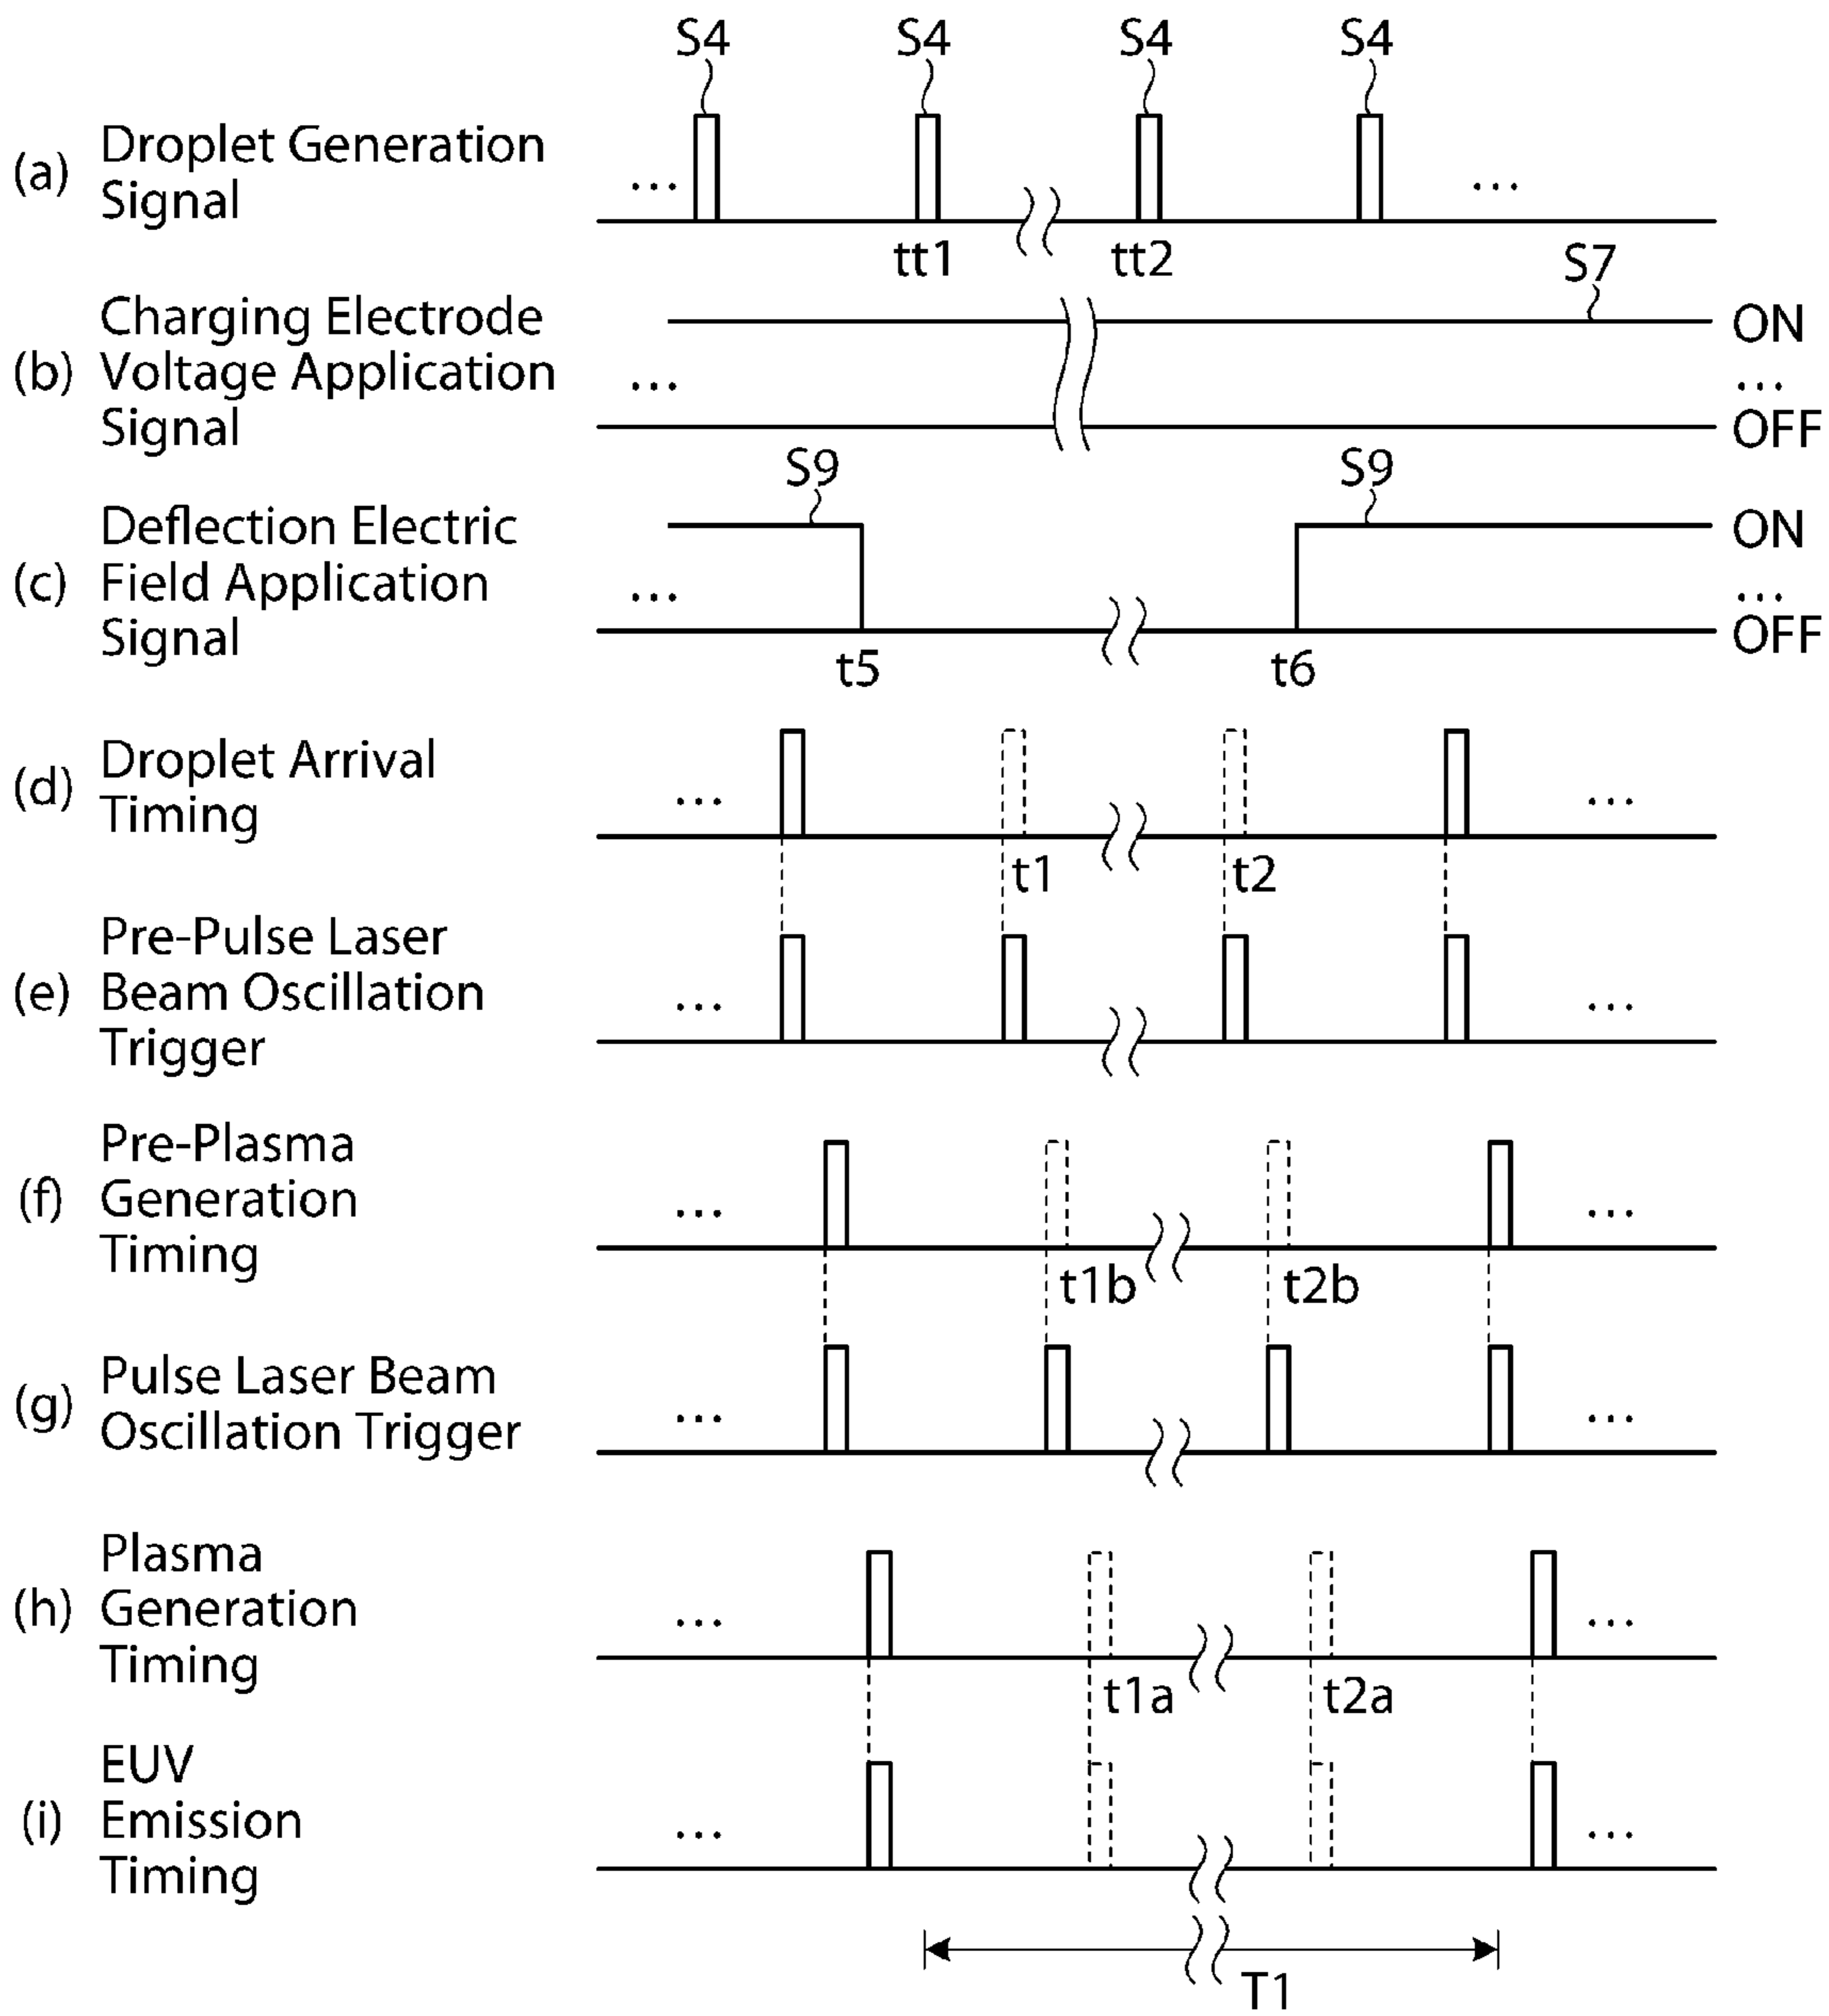 S4 S4 S4 S4
(a) Droplet Generation
Signal
... ...
tt1 tt2
S7
(b) Charging Electrode
Voltage Application
Signal
...
ON
...
OFF
S9 S9
(c) Deflection Electric
Field Application
Signal
...
ON
...
OFF
t5 t6
(d) Droplet Arrival
Timing
... ...
t1 t2
(e) Pre-Pulse Laser
Beam Oscillation
Trigger
... ...
(f) Pre-Plasma
Generation
Timing
... ...
t1b t2b
(g) Pulse Laser Beam
Oscillation Trigger
... ...
(h) Plasma
Generation
Timing
... ...
t1a t2a
(i) EUV
Emission
Timing
... ...
T1